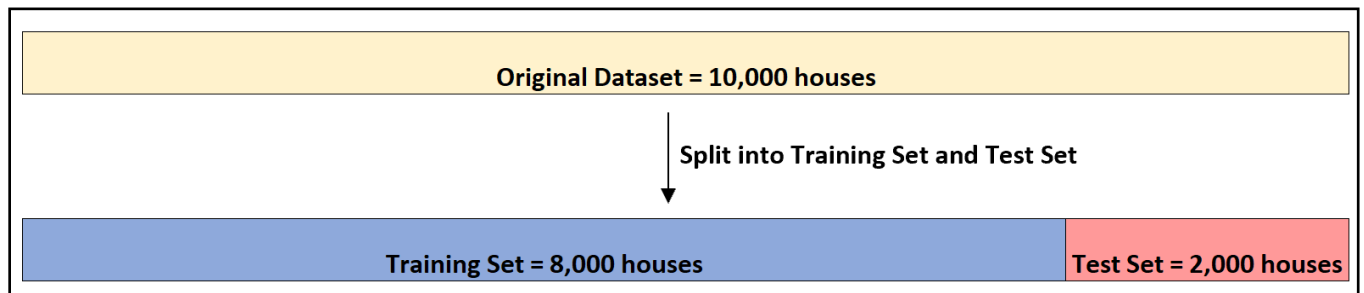 Original Dataset = 10,000 houses
Split into Training Set and Test Set
Training Set = 8,000 houses
Test Set = 2,000 houses